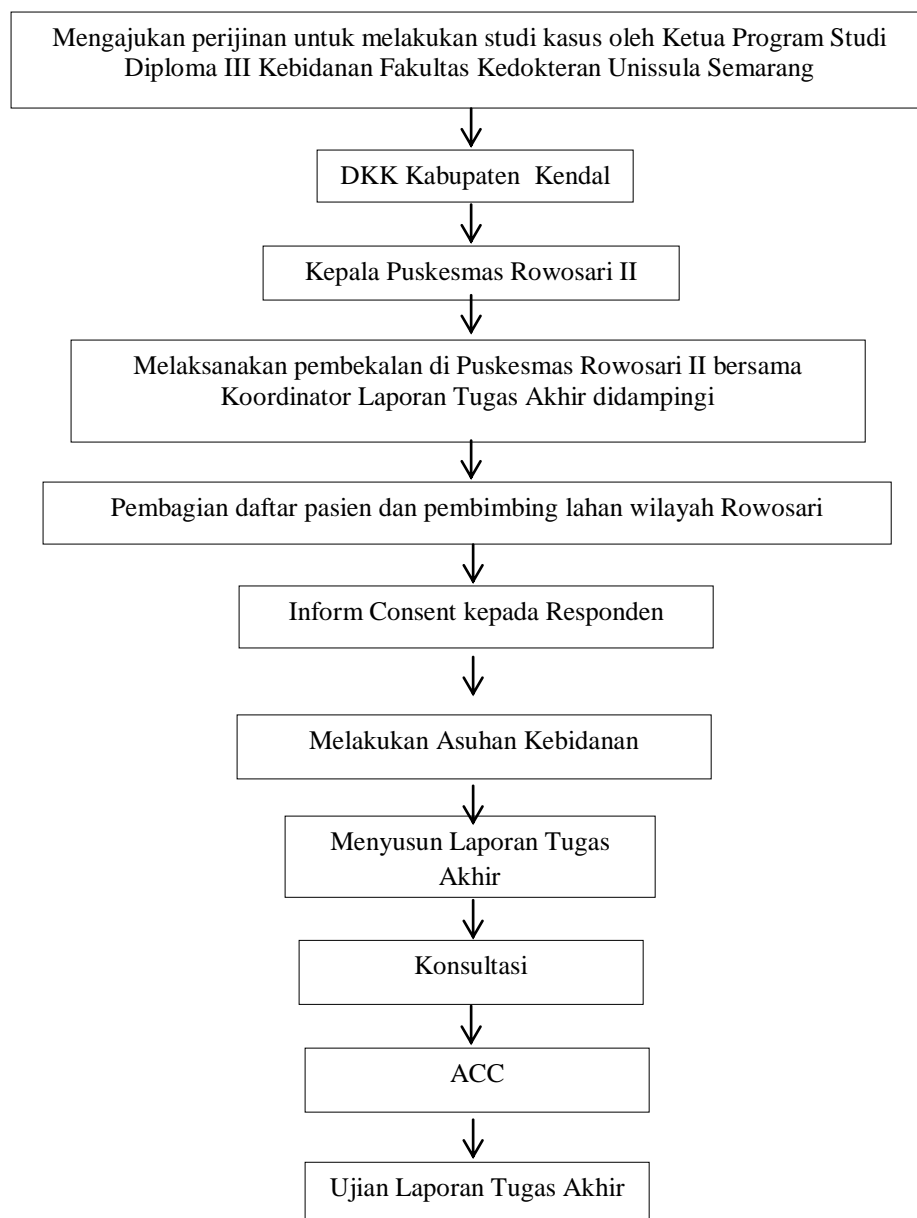 Mengajukan perijinan untuk melakukan studi kasus oleh Ketua Program Studi
Diploma III Kebidanan Fakultas Kedokteran Unissula Semarang
DKK Kabupaten Kendal
Kepala Puskesmas Rowosari II
Melaksanakan pembekalan di Puskesmas Rowosari II bersama
Koordinator Laporan Tugas Akhir didampingi
Pembagian daftar pasien dan pembimbing lahan wilayah Rowosari
Inform Consent kepada Responden
Melakukan Asuhan Kebidanan
Menyusun Laporan Tugas
Akhir
Konsultasi
ACC
Ujian Laporan Tugas Akhir